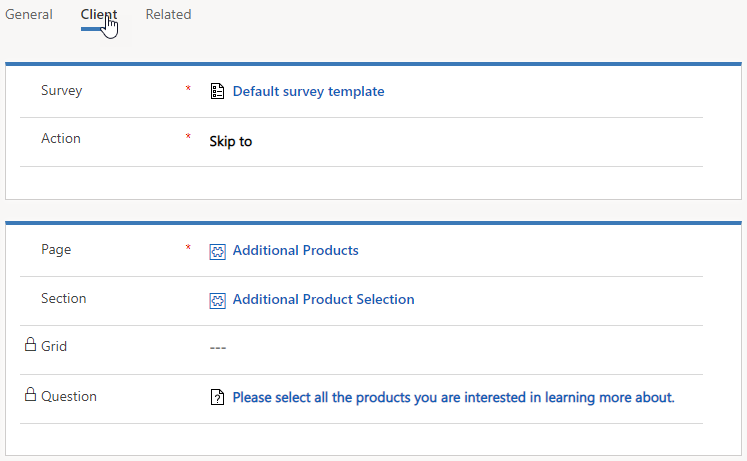 General Client Related
Survey * Default survey template
Action * Skip to
Page * Additional Products
Section Additional Product Selection
Grid ---
Question Please select all the products you are interested in learning more about.